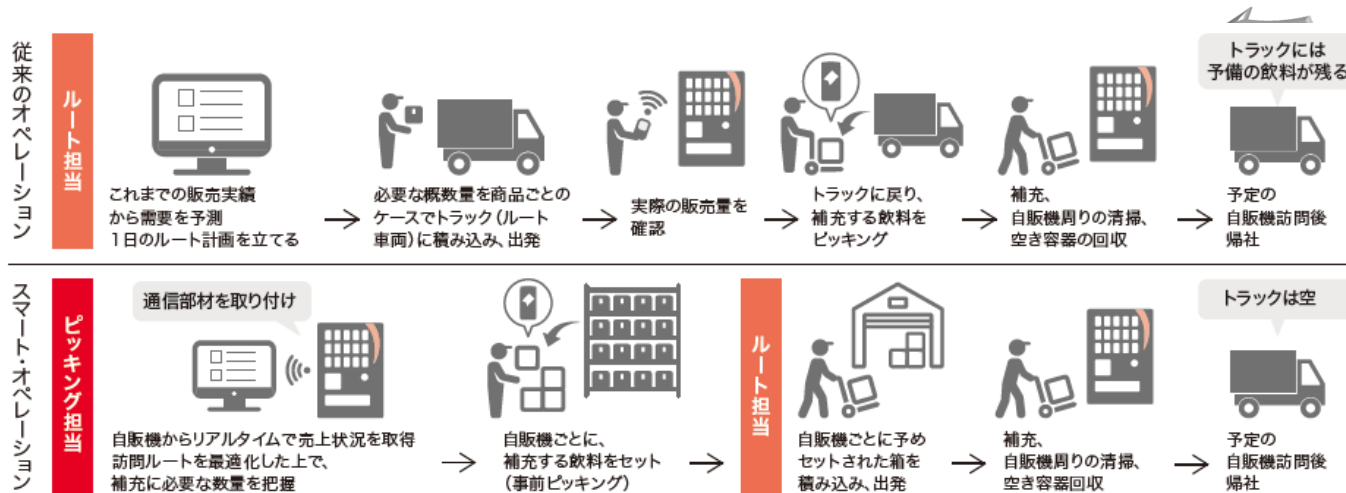 従来のオペレーション
ルート担当
これまでの販売実績
から需要を予測
1日のルート計画を立てる
必要な概数量を商品ごとの
ケースでトラック（ルート
車両）に積み込み、出発
実際の販売量を
確認
トラックに戻り、
補充する飲料を
ピッキング
補充、
自販機周りの清掃、
空き容器の回収
トラックには
予備の飲料が残る
予定の
自販機訪問後
帰社
スマート・オペレーション
ピッキング担当
通信部材を取り付け
自販機からリアルタイムで売上状況を取得
訪問ルートを最適化した上で、
補充に必要な数量を把握
自販機ごとに、
補充する飲料をセット
（事前ピッキング）
ルート担当
自販機ごとに予め
セットされた箱を
積み込み、出発
補充、
自販機周りの清掃、
空き容器回収
トラックは空
予定の
自販機訪問後
帰社